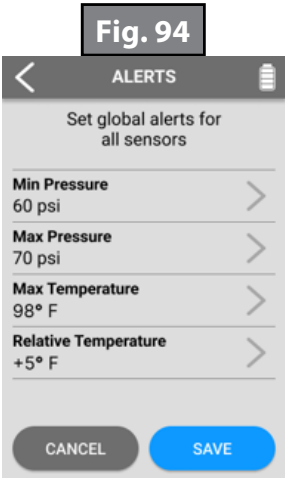 Fig. 94
ALERTS
Set global alerts for
all sensors
Min Pressure
60 psi
Max Pressure
70 psi
Max Temperature
98° F
Relative Temperature
+5° F
CANCEL
SAVE